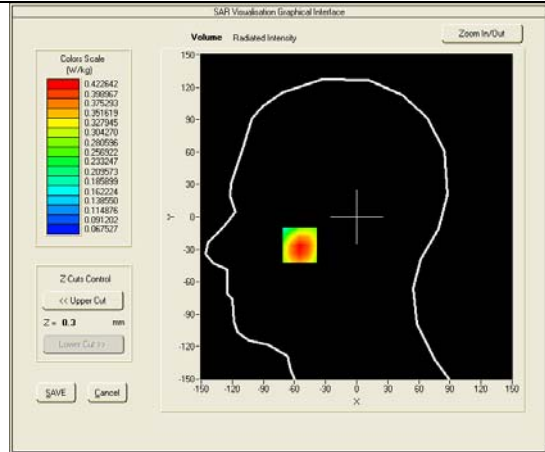 SAR Visualisation Graphical Interface
Volume Radiated Intensity
Zoom In/Out
Colors Scale
(W/kg)
0.422642
0.398967
0.375293
0.351619
0.327945
0.304270
0.280596
0.256922
0.233247
0.209573
0.185899
0.162224
0.138550
0.114876
0.091202
0.067527
Z-Cuts Control
<< Upper Cut
Z = 0.3 mm
Lower Cut >>
SAVE Cancel
150-
120-
90-
60-
30-
0-
-30-
-60-
-90-
-120-
-150-
Y
-150 -120 -90 -60 -30 0 30 60 90 120 150
X